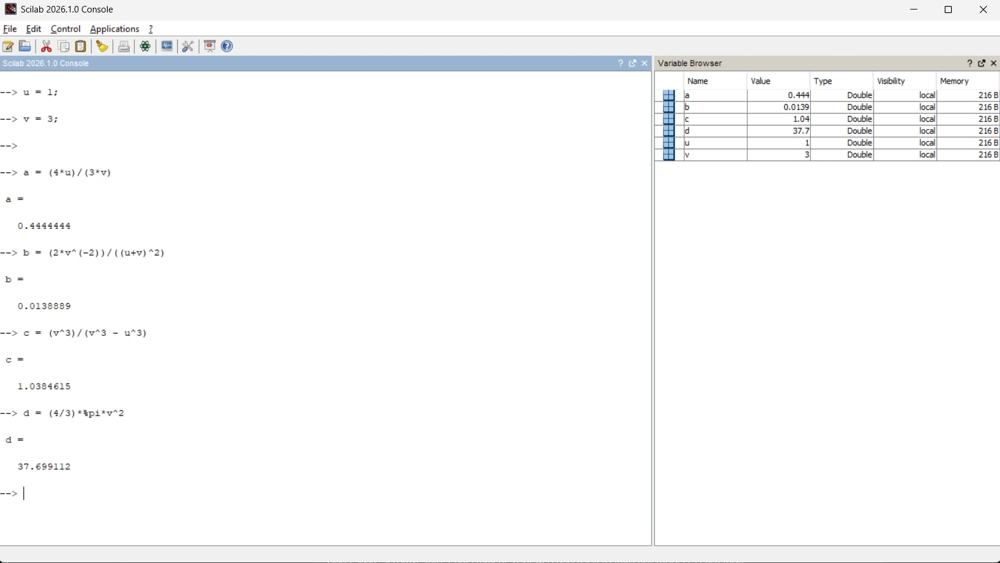 Scilab 2026.1.0 Console
File Edit Control Applications ?
Scilab 2026.1.0 Console
--> u = 1;
--> v = 3;
-->
--> a = (4*u)/(3*v)
a =
0.4444444
--> b = (2*v^(-2))/((u+v)^2)
b =
0.0138889
--> c = (v^3)/(v^3 - u^3)
c =
1.0384615
--> d = (4/3)*%pi*v^2
d =
37.699112
-->
Variable Browser
Name Value Type Visibility Memory
a 0.444 Double local 216 B
b 0.0139 Double local 216 B
c 1.04 Double local 216 B
d 37.7 Double local 216 B
u 1 Double local 216 B
v 3 Double local 216 B